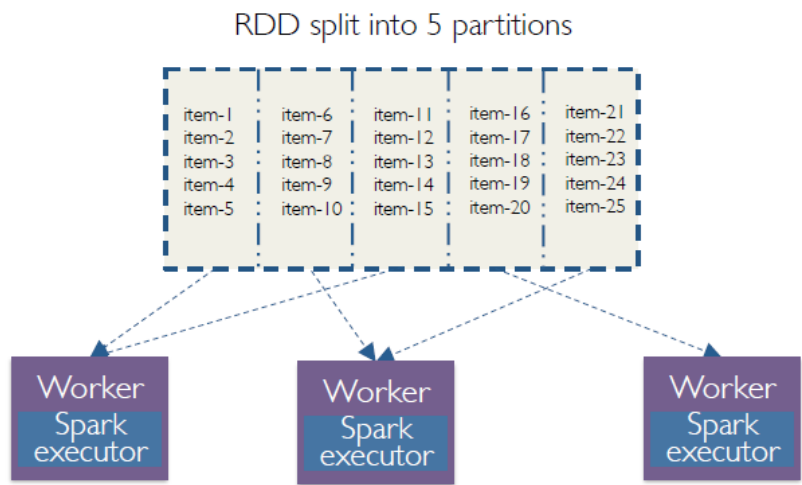 RDD split into 5 partitions
item-1
item-2
item-3
item-4
item-5
item-6
item-7
item-8
item-9
item-10
item-11
item-12
item-13
item-14
item-15
item-16
item-17
item-18
item-19
item-20
item-21
item-22
item-23
item-24
item-25
Worker
Spark
executor
Worker
Spark
executor
Worker
Spark
executor